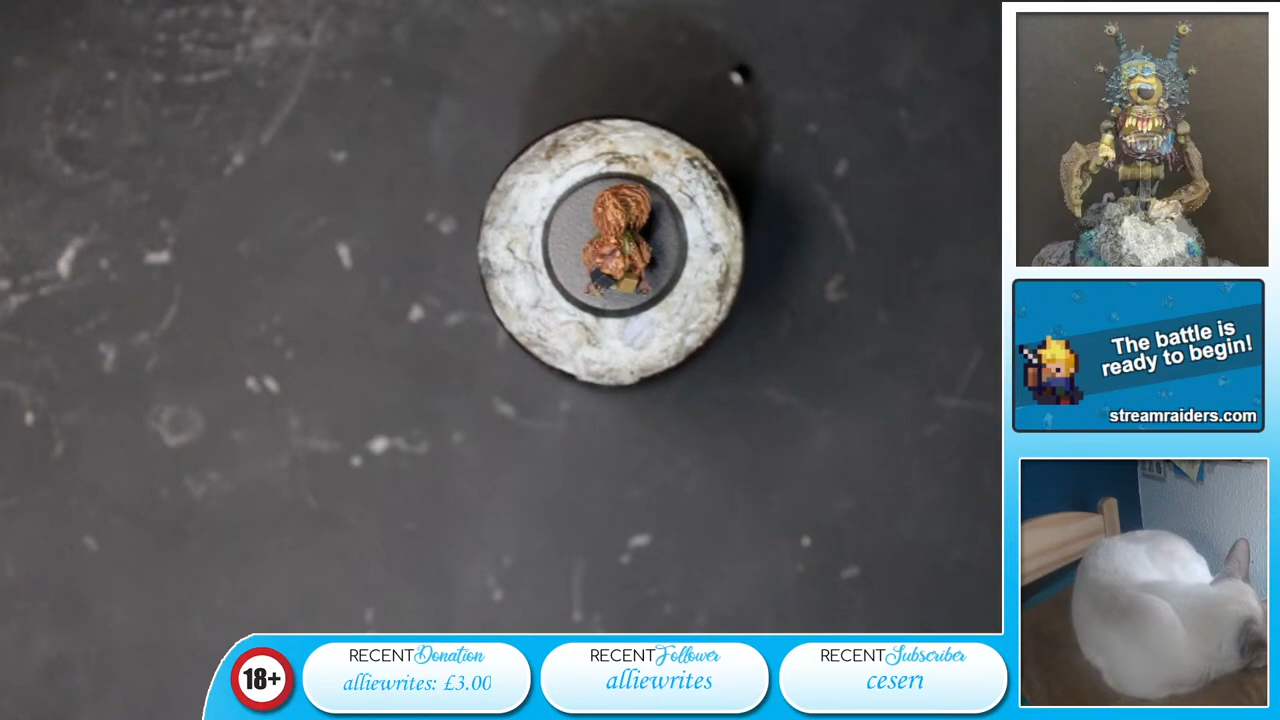 The battle is
ready to begin!
streamraiders.com
18+
RECENT Donation
alliewrites: £3.00
RECENT Follower
alliewrites
RECENT Subscriber
ceserı